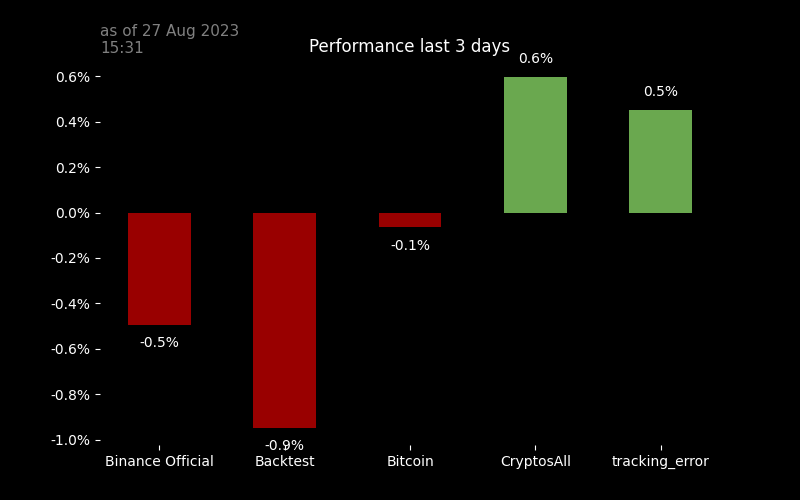 as of 27 Aug 2023
15:31
Performance last 3 days
0.6%
0.4%
0.2%
0.0%
-0.2%
-0.4%
-0.6%
-0.8%
-1.0%
-0.5%
-0.9%
-0.1%
0.6%
0.5%
Binance Official
Backtest
Bitcoin
CryptosAll
tracking_error